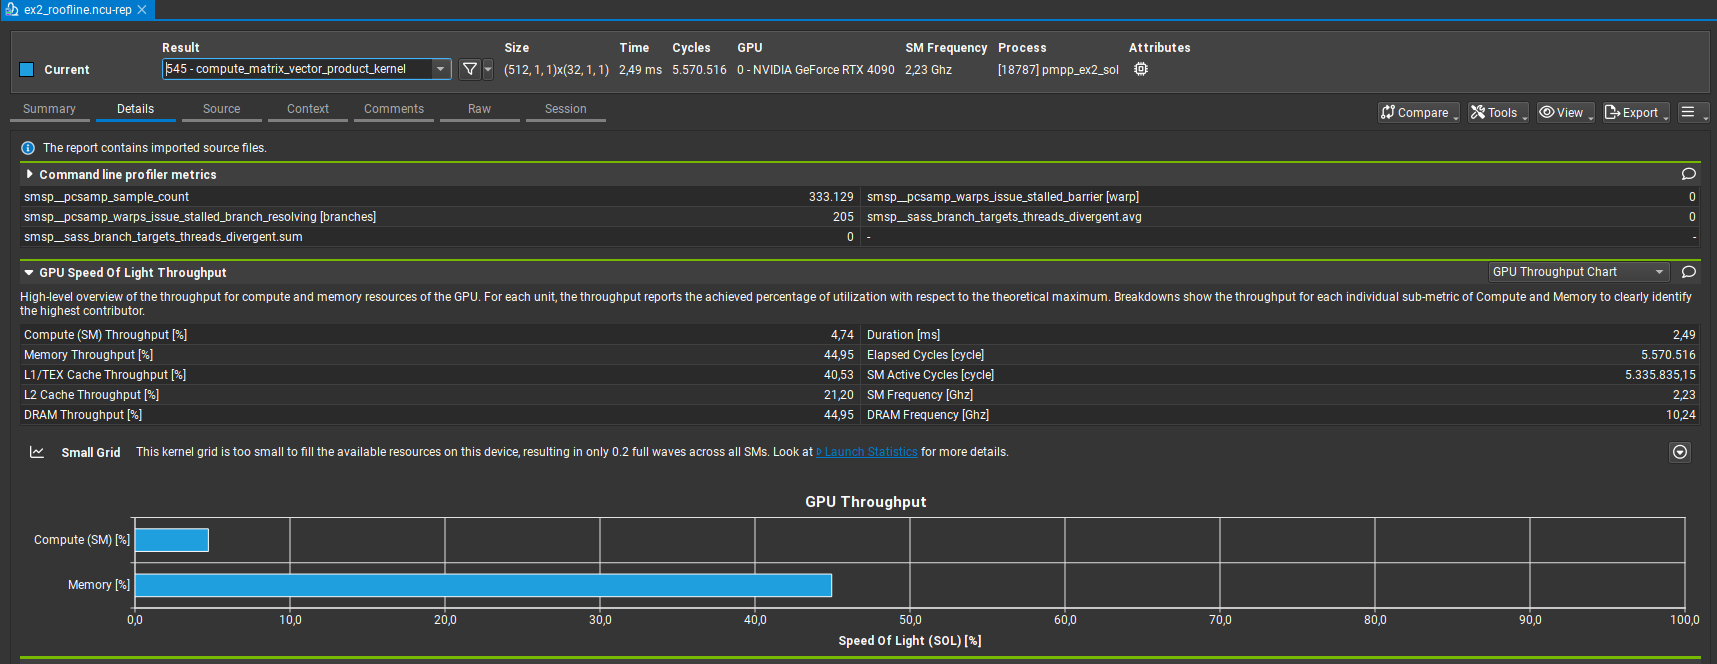 ex2_roofline.ncu-rep
Result Size Time Cycles GPU SM Frequency Process Attributes
Current 545 - compute_matrix_vector_product_kernel (512, 1, 1)x(32, 1, 1) 2,49 ms 5.570.516 0 - NVIDIA GeForce RTX 4090 2,23 Ghz [18787] pmpp_ex2_sol
Summary Details Source Context Comments Raw Session Compare Tools View Export
The report contains imported source files.
Command line profiler metrics
smsp__pcsamp_sample_count 333.129 smsp__pcsamp_warps_issue_stalled_barrier [warp] 0
smsp__pcsamp_warps_issue_stalled_branch_resolving [branches] 205 smsp__sass_branch_targets_threads_divergent.avg 0
smsp__sass_branch_targets_threads_divergent.sum 0 - -
GPU Speed Of Light Throughput GPU Throughput Chart
High-level overview of the throughput for compute and memory resources of the GPU. For each unit, the throughput reports the achieved percentage of utilization with respect to the theoretical maximum. Breakdowns show the throughput for each individual sub-metric of Compute and Memory to clearly identify
the highest contributor.
Compute (SM) Throughput [%] 4,74 Duration [ms] 2,49
Memory Throughput [%] 44,95 Elapsed Cycles [cycle] 5.570.516
L1/TEX Cache Throughput [%] 40,53 SM Active Cycles [cycle] 5.335.835,15
L2 Cache Throughput [%] 21,20 SM Frequency [Ghz] 2,23
DRAM Throughput [%] 44,95 DRAM Frequency [Ghz] 10,24
Small Grid This kernel grid is too small to fill the available resources on this device, resulting in only 0.2 full waves across all SMs. Look at Launch Statistics for more details.
GPU Throughput
Compute (SM) [%]
Memory [%]
0,0 10,0 20,0 30,0 40,0 50,0 60,0 70,0 80,0 90,0 100,0
Speed Of Light (SOL) [%]